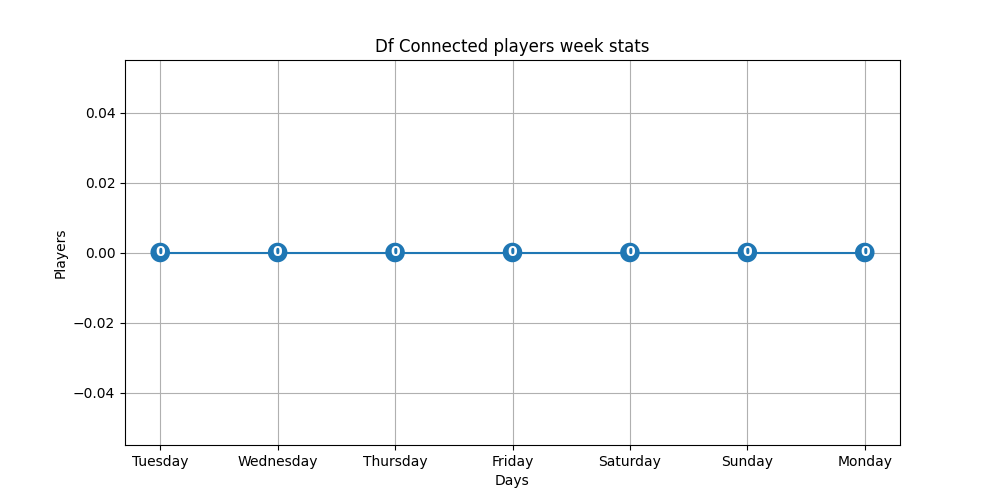 Df Connected players week stats
0.04
0.02
0.00
−0.02
−0.04
Players
0 0 0 0 0 0 0
Tuesday Wednesday Thursday Friday Saturday Sunday Monday
Days